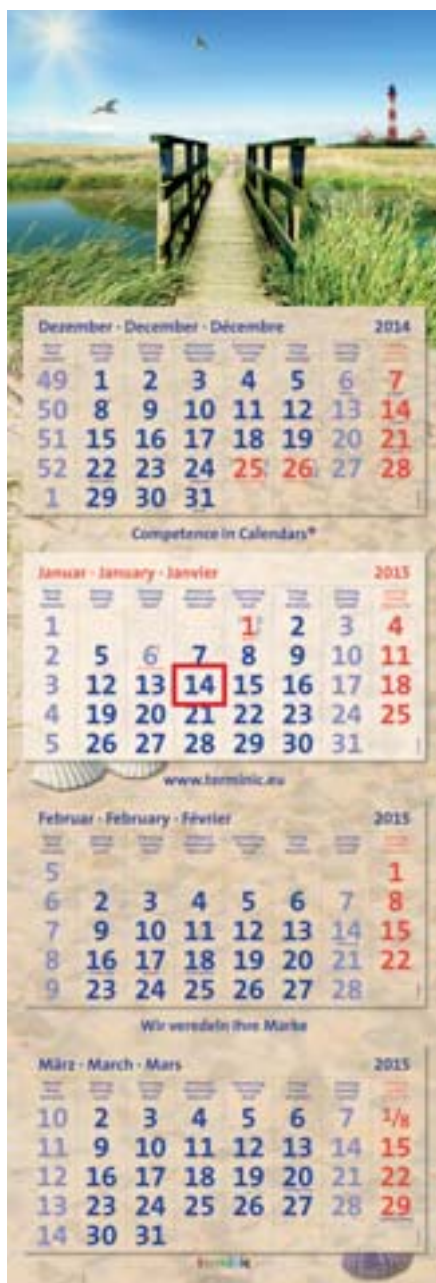 Dezember · December · Décembre 2014
49 1 2 3 4 5 6 7
50 8 9 10 11 12 13 14
51 15 16 17 18 19 20 21
52 22 23 24 25 26 27 28
1 29 30 31
Competence in Calendars®
Januar · January · Janvier 2015
1 1 2 3 4
2 5 6 7 8 9 10 11
3 12 13 14 15 16 17 18
4 19 20 21 22 23 24 25
5 26 27 28 29 30 31
www.terminic.eu
Februar · February · Février 2015
5 1
6 2 3 4 5 6 7 8
7 9 10 11 12 13 14 15
8 16 17 18 19 20 21 22
9 23 24 25 26 27 28
Wir veredeln Ihre Marke
März · March · Mars 2015
10 2 3 4 5 6 7 1/8
11 9 10 11 12 13 14 15
12 16 17 18 19 20 21 22
13 23 24 25 26 27 28 29
14 30 31
terminic